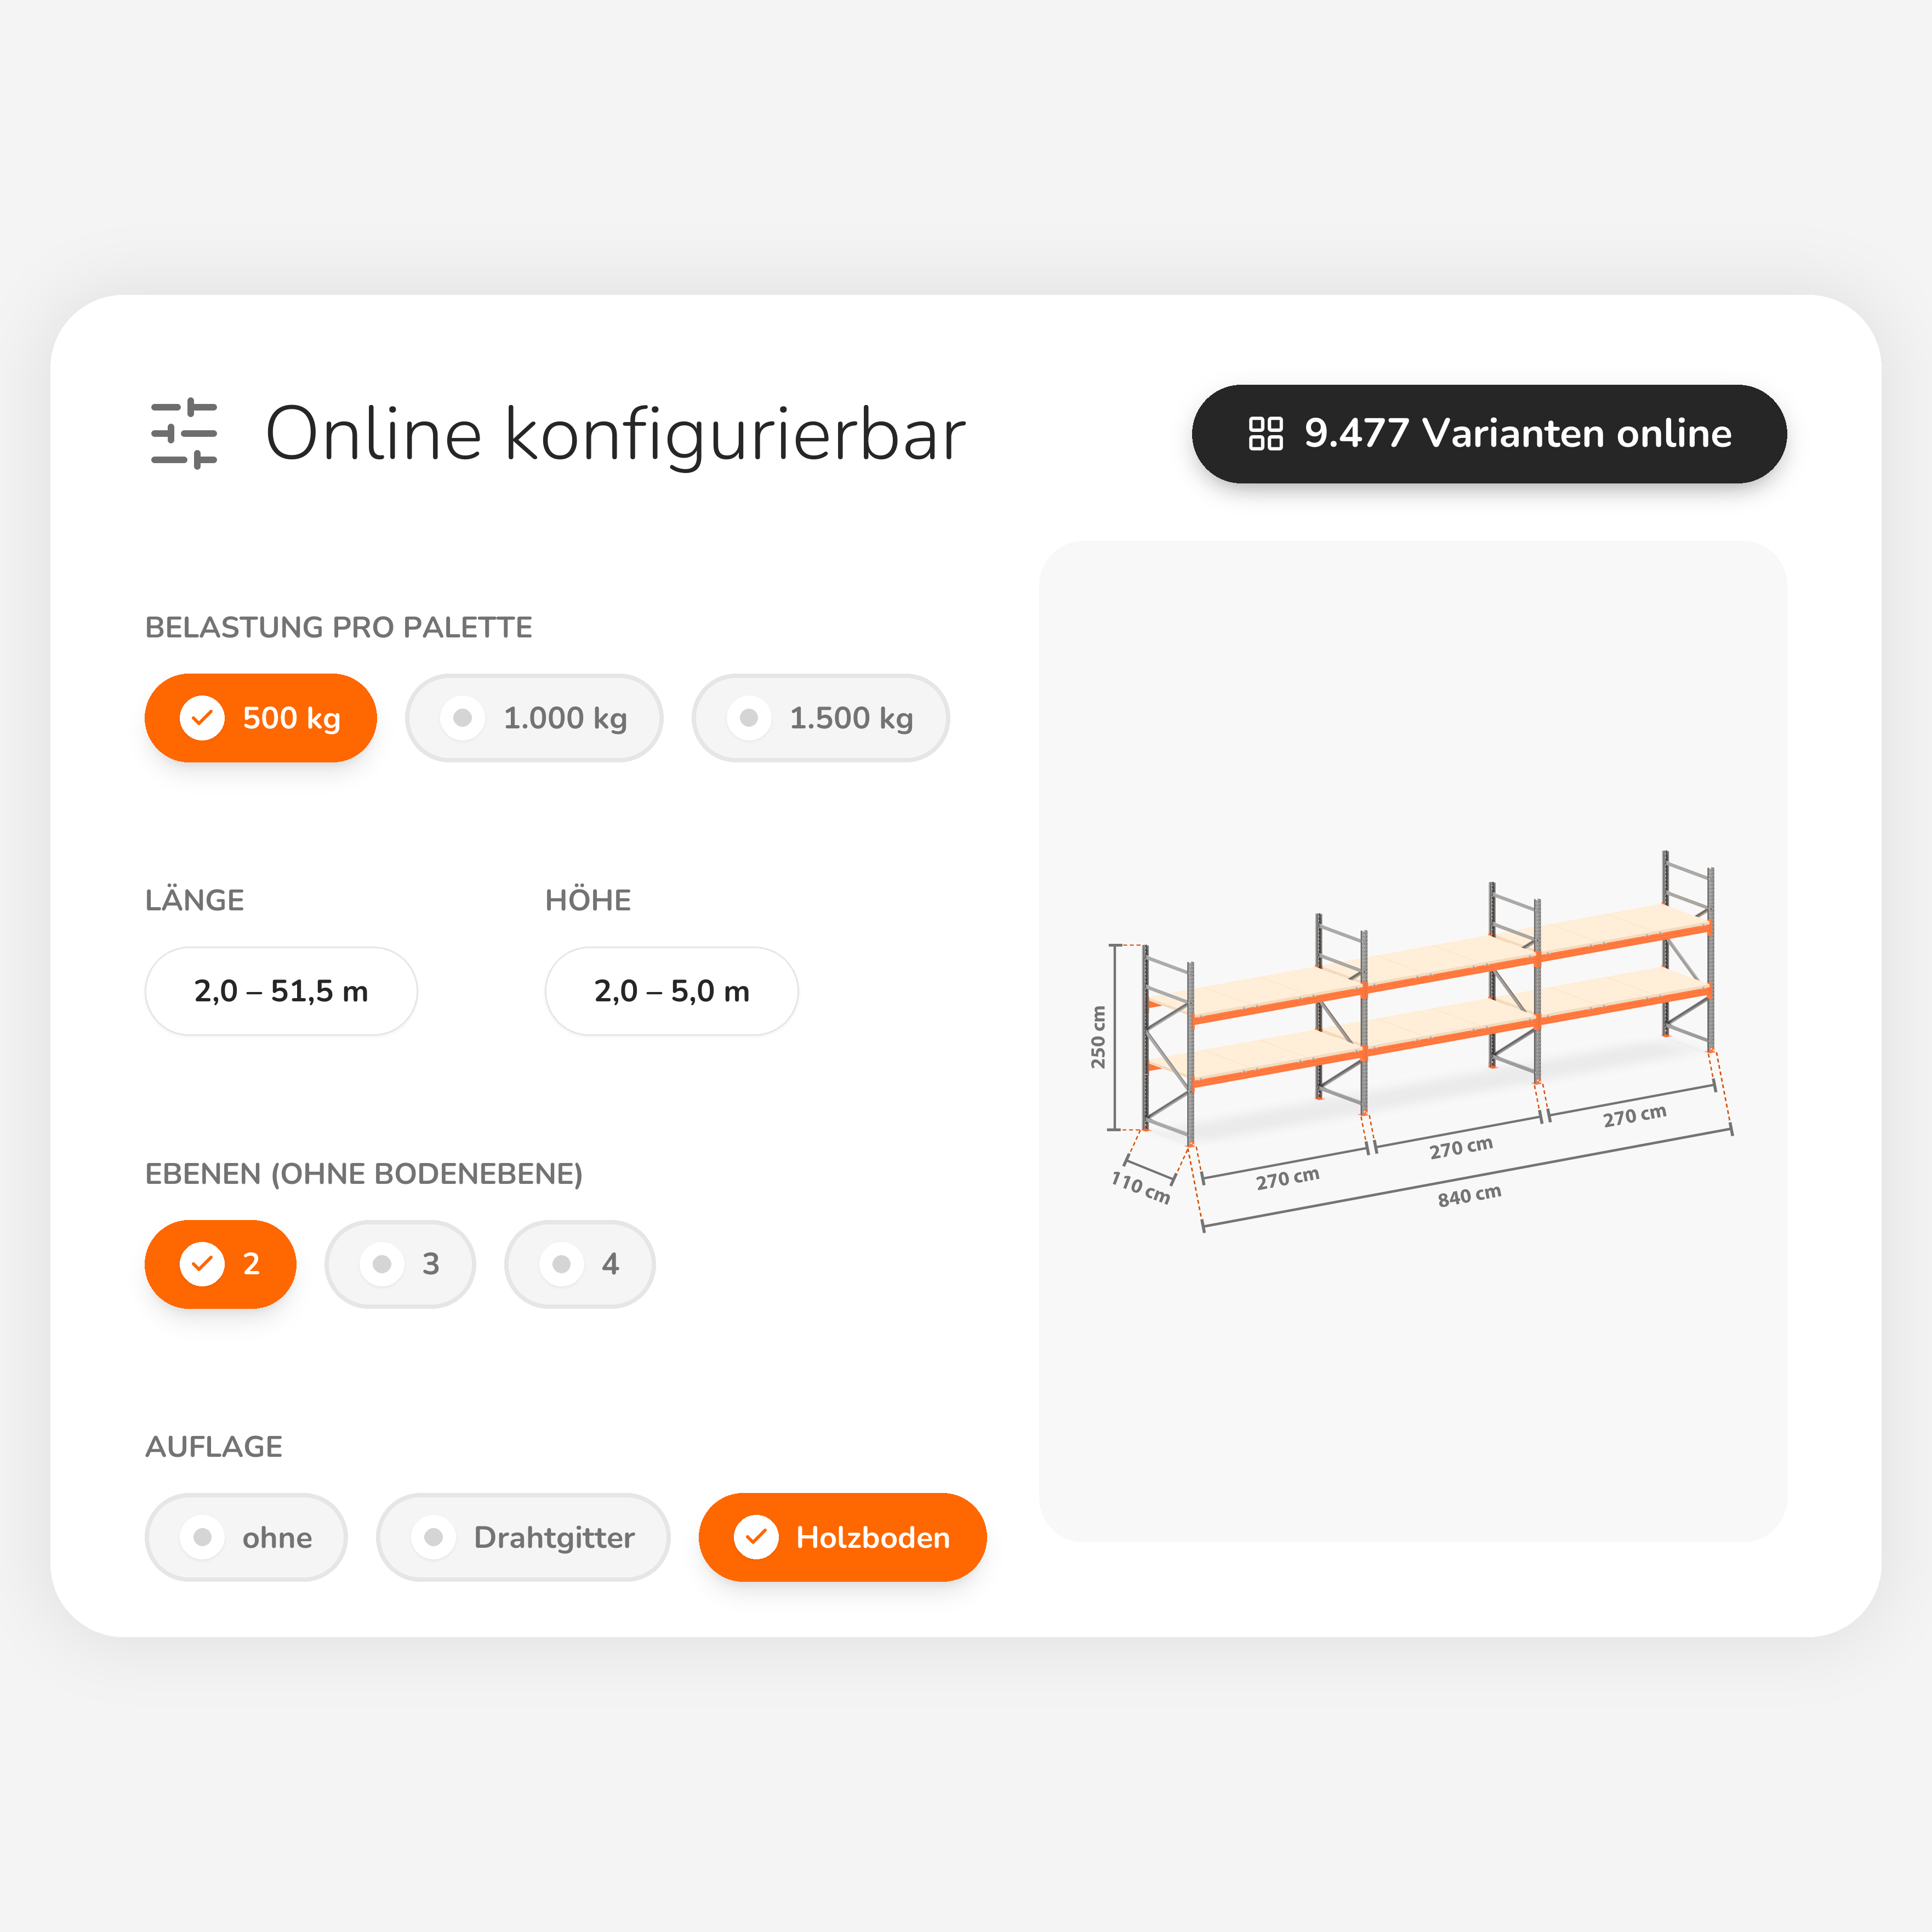 Online konfigurierbar
9.477 Varianten online
BELASTUNG PRO PALETTE
500 kg
1.000 kg
1.500 kg
LÄNGE
HÖHE
2,0 – 51,5 m
2,0 – 5,0 m
EBENEN (OHNE BODENEBENE)
2
3
4
AUFLAGE
ohne
Drahtgitter
Holzboden
250 cm
110 cm
270 cm
270 cm
270 cm
840 cm